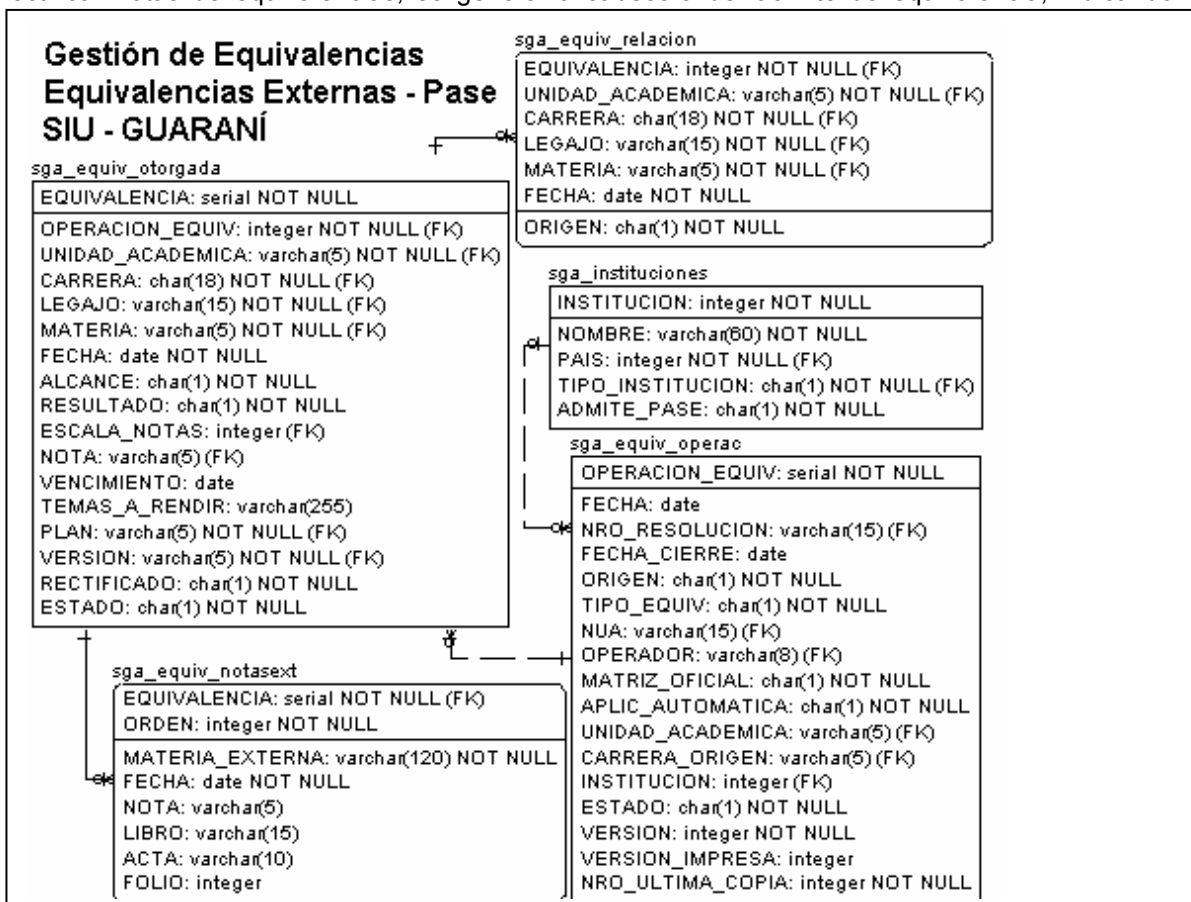 Gestión de Equivalencias
Equivalencias Externas - Pase
SIU - GUARANÍ
sga_equiv_relacion
EQUIVALENCIA: integer NOT NULL (FK)
UNIDAD_ACADEMICA: varchar(5) NOT NULL (FK)
CARRERA: char(18) NOT NULL (FK)
LEGAJO: varchar(15) NOT NULL (FK)
MATERIA: varchar(5) NOT NULL (FK)
FECHA: date NOT NULL
ORIGEN: char(1) NOT NULL
sga_equiv_otorgada
EQUIVALENCIA: serial NOT NULL
OPERACION_EQUIV: integer NOT NULL (FK)
UNIDAD_ACADEMICA: varchar(5) NOT NULL (FK)
CARRERA: char(18) NOT NULL (FK)
LEGAJO: varchar(15) NOT NULL (FK)
MATERIA: varchar(5) NOT NULL (FK)
FECHA: date NOT NULL
ALCANCE: char(1) NOT NULL
RESULTADO: char(1) NOT NULL
ESCALA_NOTAS: integer (FK)
NOTA: varchar(5) (FK)
VENCIMIENTO: date
TEMAS_A_RENDIR: varchar(255)
PLAN: varchar(5) NOT NULL (FK)
VERSION: varchar(5) NOT NULL (FK)
RECTIFICADO: char(1) NOT NULL
ESTADO: char(1) NOT NULL
sga_instituciones
INSTITUCION: integer NOT NULL
NOMBRE: varchar(60) NOT NULL
PAIS: integer NOT NULL (FK)
TIPO_INSTITUCION: char(1) NOT NULL (FK)
ADMITE_PASE: char(1) NOT NULL
sga_equiv_operac
OPERACION_EQUIV: serial NOT NULL
FECHA: date
NRO_RESOLUCION: varchar(15) (FK)
FECHA_CIERRE: date
ORIGEN: char(1) NOT NULL
TIPO_EQUIV: char(1) NOT NULL
NUA: varchar(15) (FK)
OPERADOR: varchar(8) (FK)
MATRIZ_OFICIAL: char(1) NOT NULL
APLIC_AUTOMATICA: char(1) NOT NULL
UNIDAD_ACADEMICA: varchar(5) (FK)
CARRERA_ORIGEN: varchar(5) (FK)
INSTITUCION: integer (FK)
ESTADO: char(1) NOT NULL
VERSION: integer NOT NULL
VERSION_IMPRESA: integer
NRO_ULTIMA_COPIA: integer NOT NULL
sga_equiv_notasext
EQUIVALENCIA: serial NOT NULL (FK)
ORDEN: integer NOT NULL
MATERIA_EXTERNA: varchar(120) NOT NULL
FECHA: date NOT NULL
NOTA: varchar(5)
LIBRO: varchar(15)
ACTA: varchar(10)
FOLIO: integer